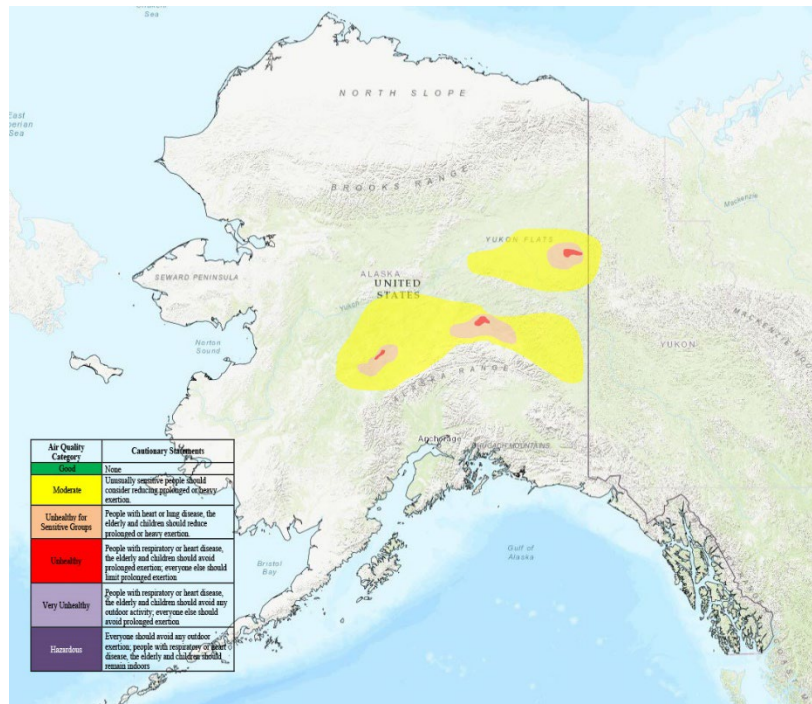 Sea
East
Sea
NORTH SLOPE
BROOKS RANGE
Mackenzie
YUKON FLATS
SEWARD PENINSULA
ALASKA
UNITED
STATES
Yukon
Norton
Sound
YUKON
ALASKA RANGE
Anchorage
CHUGACH MOUNTAINS
Gulf of
Alaska
Bristol
Bay
Air Quality
Category
Cautionary Statments
Good
None
Moderate
Unusually sensitive people should
consider reducing prolonged or heavy
exertion.
Unhealthy for
Sensitive Groups
People with heart or lung disease, the
elderly and children should reduce
prolonged or heavy exertion.
Unhealthy
People with respiratory or heart disease,
the elderly and children should avoid
prolonged exertion; everyone else should
limit prolonged exertion
Very Unhealthy
People with respiratory or heart disease,
the elderly and children should avoid any
outdoor activity; everyone else should
avoid prolonged exertion
Hazardous
Everyone should avoid any outdoor
exertion; people with respiratory or heart
disease, the elderly and children should
remain indoors